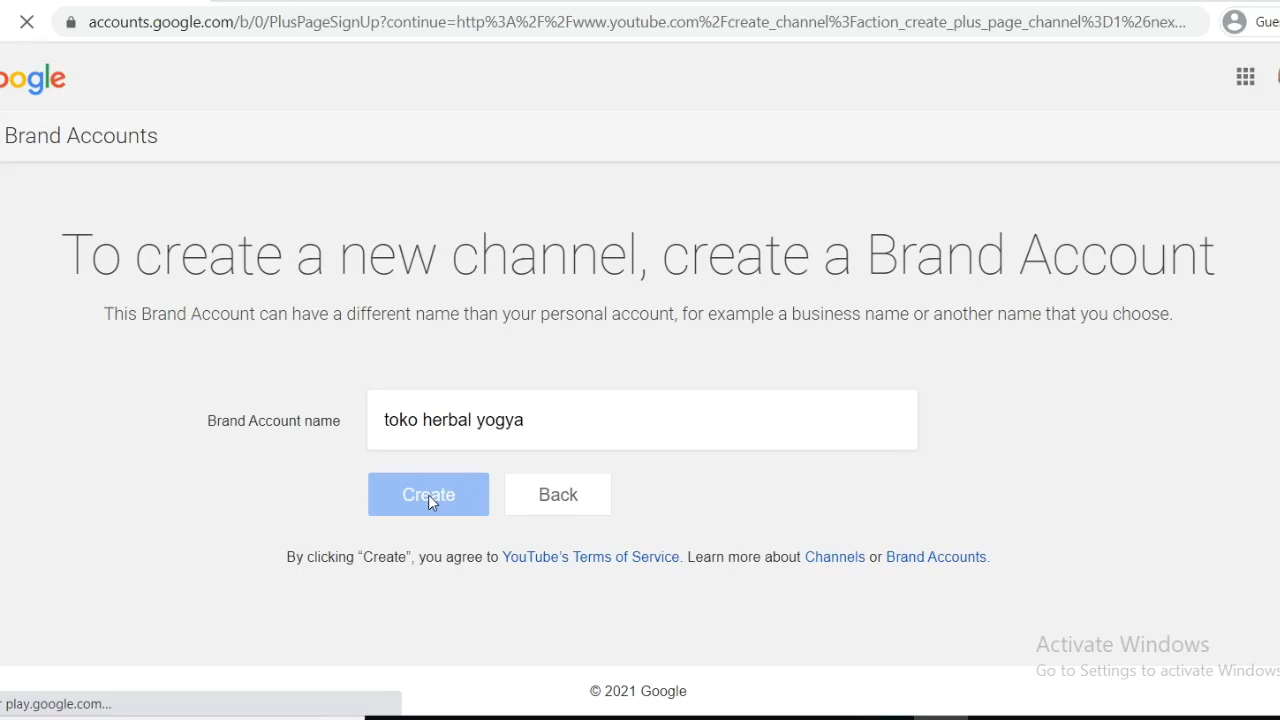 accounts.google.com/b/0/PlusPageSignUp?continue=http%3A%2F%2Fwww.youtube.com%2Fcreate_channel%3Faction_create_plus_page_channel%3D1%26nex...
Gue
oogle
Brand Accounts
To create a new channel, create a Brand Account
This Brand Account can have a different name than your personal account, for example a business name or another name that you choose.
Brand Account name
toko herbal yogya
Create
Back
By clicking “Create”, you agree to YouTube's Terms of Service. Learn more about Channels or Brand Accounts.
Activate Windows
Go to Settings to activate Windows
© 2021 Google
r play.google.com...